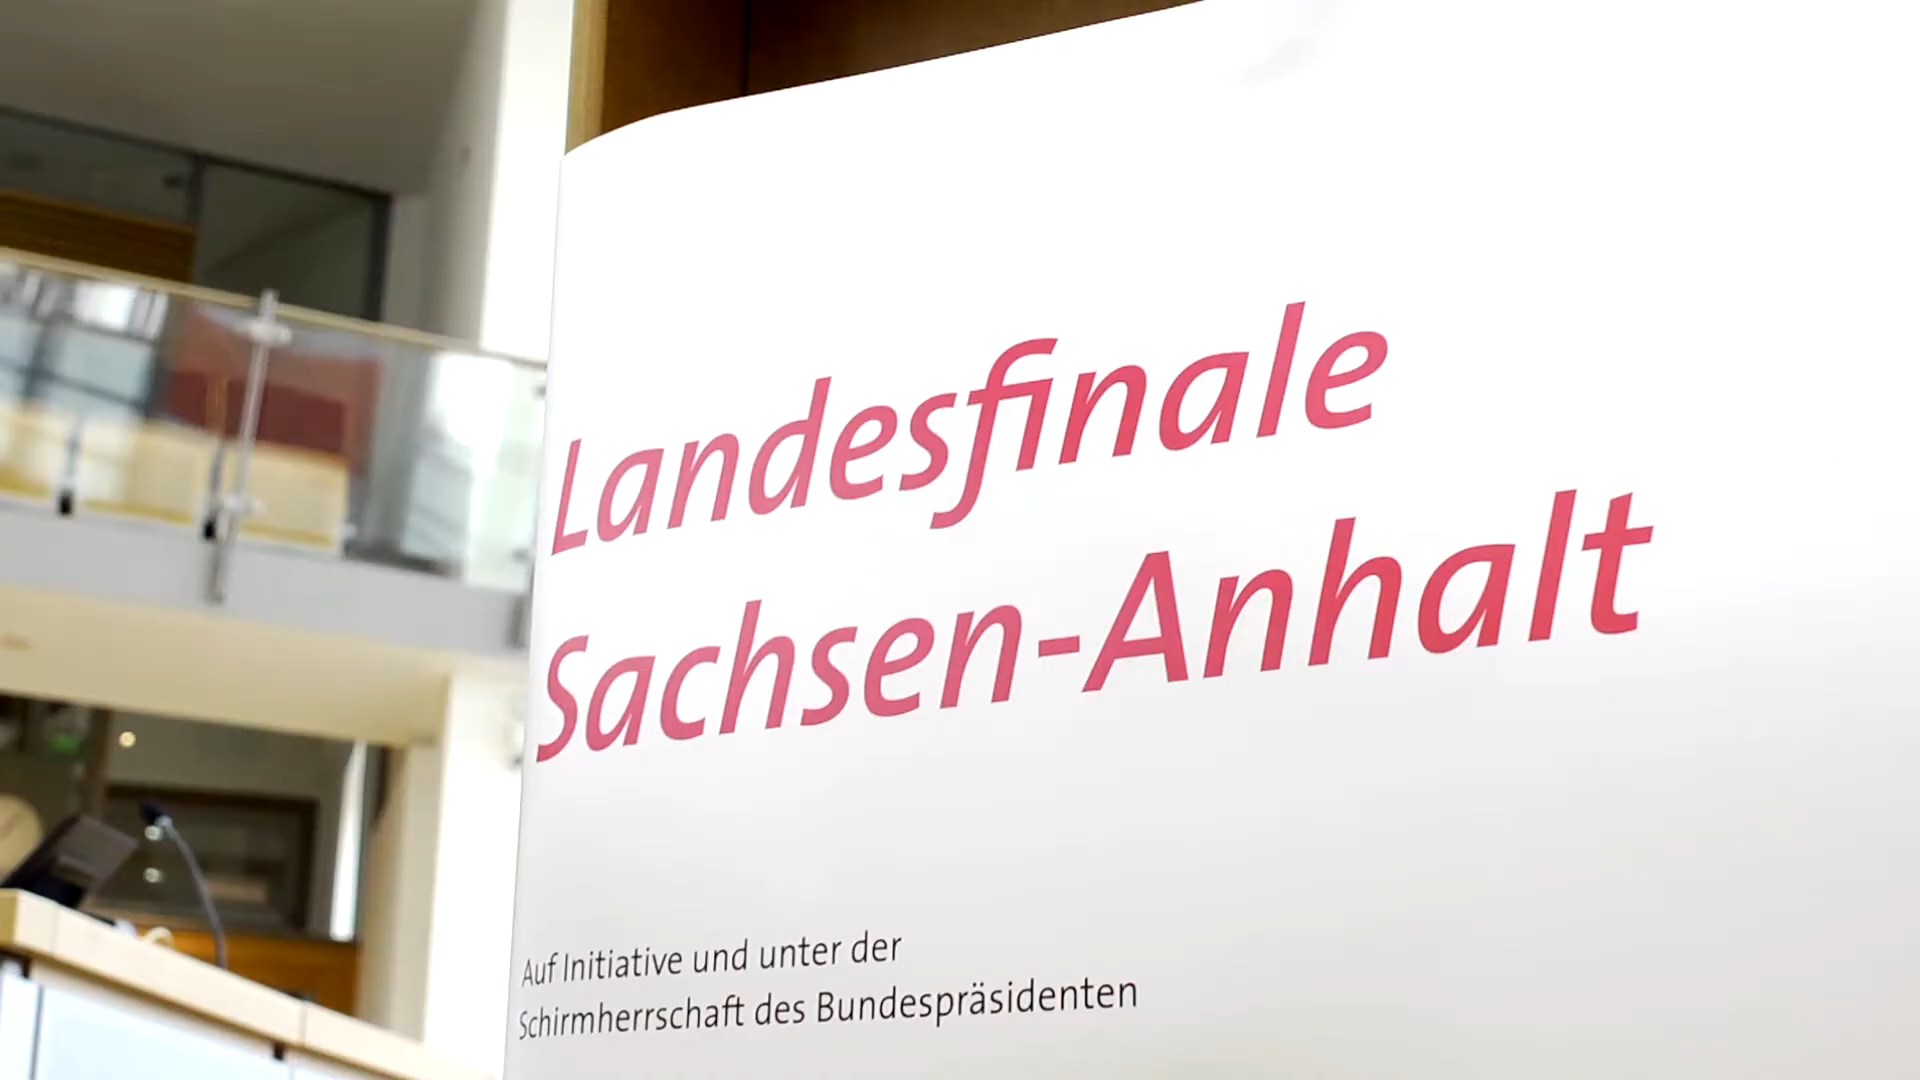 Landesfinale
Sachsen-Anhalt
Auf Initiative und unter der
Schirmherrschaft des Bundespräsidenten